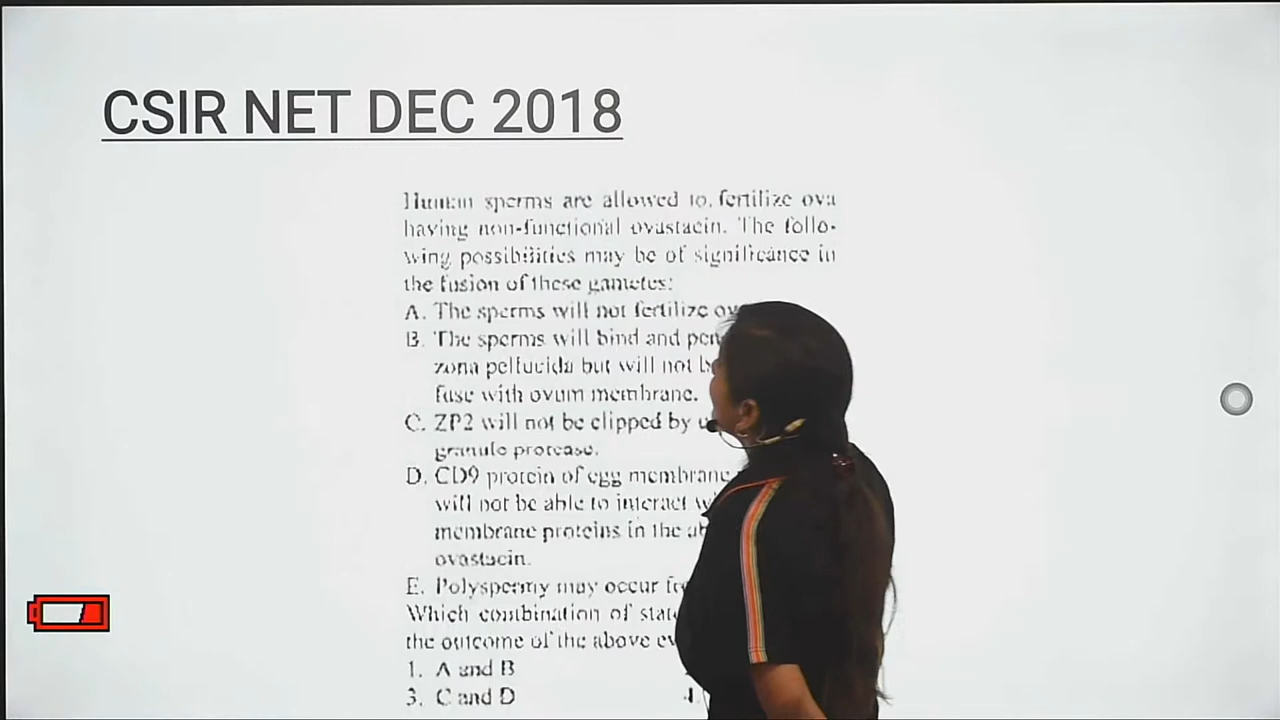 CSIR NET DEC 2018
Human sperms are allowed to fertilize ova
having non-functional ovastacin. The follo-
wing possibilities may be of significance in
the fusion of these gametes:
A. The sperms will not fertilize
B. The sperms will bind and
zona pellucida but will not
fuse with ovum membrane.
C. ZP2 will not be clipped by
granule protease.
D. CD9 protein of egg membrane
will not be able to interact
membrane proteins in the
ovastacin.
E. Polyspermy may occur
Which combination of
the outcome of the above
1. A and B
3. C and D
4.